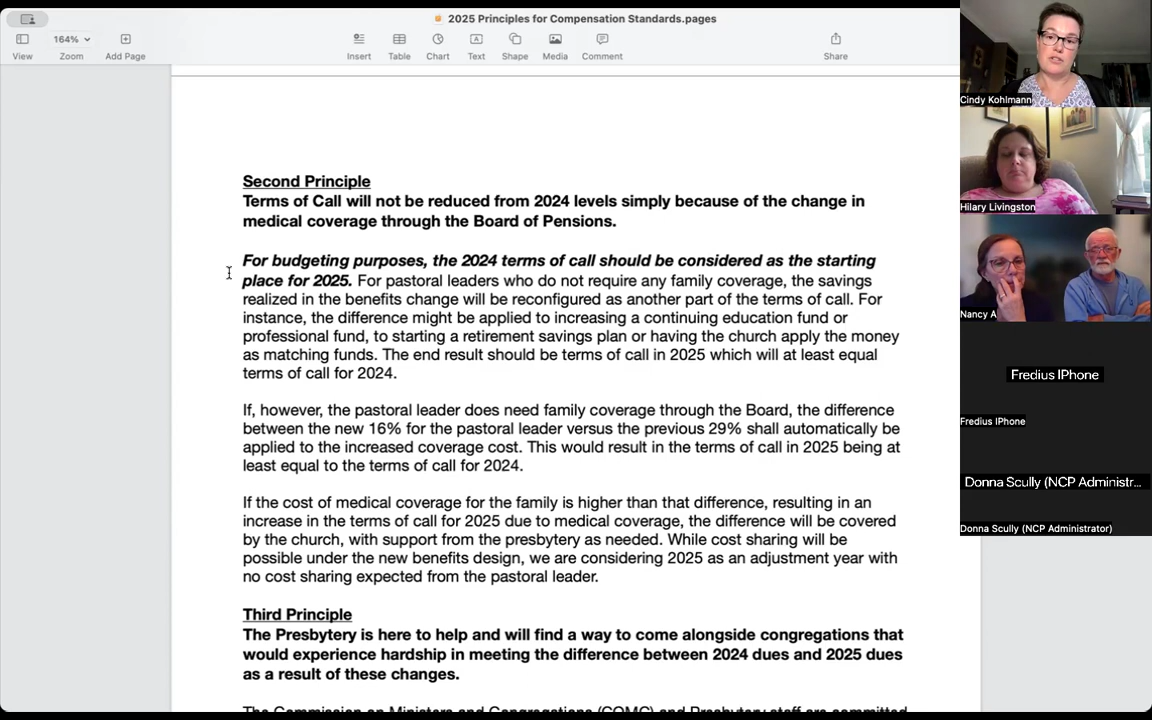 2025 Principles for Compensation Standards.pages
164%
View
Zoom
Add Page
Insert
Table
Chart
Text
Shape
Media
Comment
Share
Second Principle
Terms of Call will not be reduced from 2024 levels simply because of the change in
medical coverage through the Board of Pensions.
For budgeting purposes, the 2024 terms of call should be considered as the starting
place for 2025. For pastoral leaders who do not require any family coverage, the savings
realized in the benefits change will be reconfigured as another part of the terms of call. For
instance, the difference might be applied to increasing a continuing education fund or
professional fund, to starting a retirement savings plan or having the church apply the money
as matching funds. The end result should be terms of call in 2025 which will at least equal
terms of call for 2024.
If, however, the pastoral leader does need family coverage through the Board, the difference
between the new 16% for the pastoral leader versus the previous 29% shall automatically be
applied to the increased coverage cost. This would result in the terms of call in 2025 being at
least equal to the terms of call for 2024.
If the cost of medical coverage for the family is higher than that difference, resulting in an
increase in the terms of call for 2025 due to medical coverage, the difference will be covered
by the church, with support from the presbytery as needed. While cost sharing will be
possible under the new benefits design, we are considering 2025 as an adjustment year with
no cost sharing expected from the pastoral leader.
Third Principle
The Presbytery is here to help and will find a way to come alongside congregations that
would experience hardship in meeting the difference between 2024 dues and 2025 dues
as a result of these changes.
The Commission on Ministers and Congregations (COMC) and Presbytery staff are committed
Cindy Kohlmann
Hilary Livingston
Nancy A
Fredius IPhone
Fredius IPhone
Donna Scully (NCP Administr...
Donna Scully (NCP Administrator)